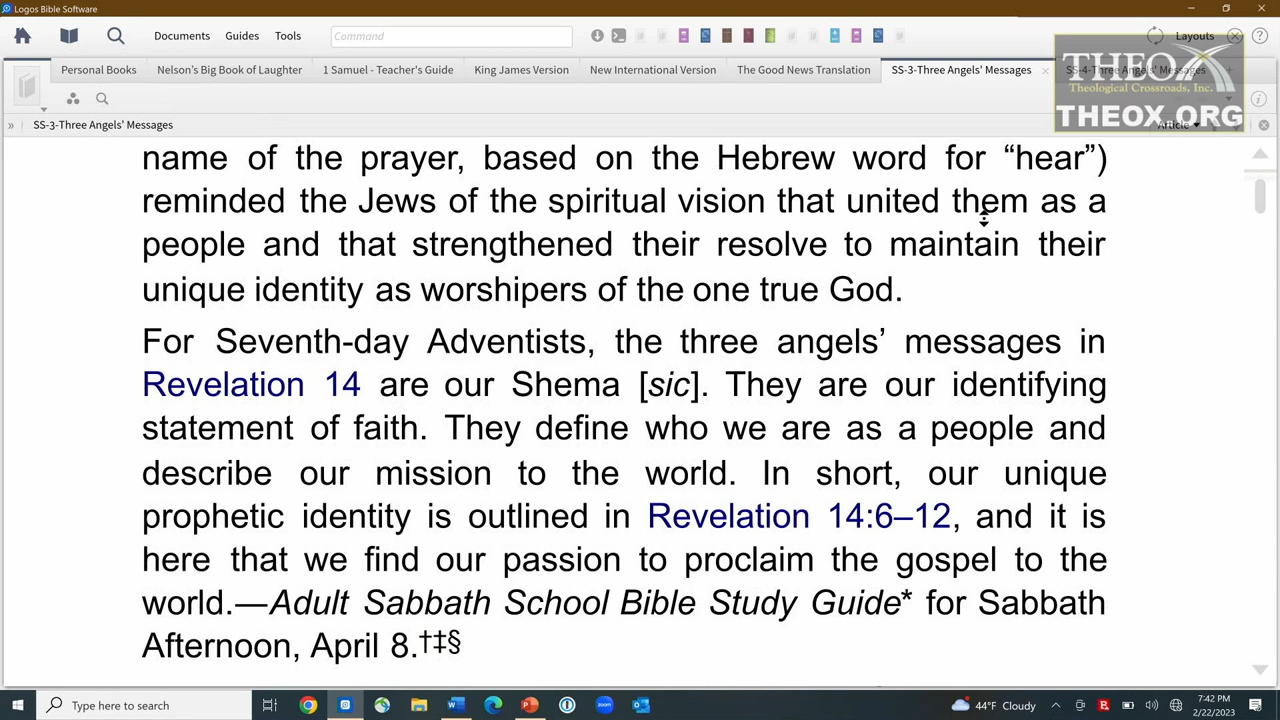 Logos Bible Software
Documents Guides Tools Command Layouts
Personal Books Nelson's Big Book of Laughter 1 Samuel King James Version New International Version The Good News Translation SS-3-Three Angels' Messages SS-4-Three Angels' Messages
THEOX
Theological Crossroads, Inc.
THEOX.ORG
SS-3-Three Angels' Messages Article
name of the prayer, based on the Hebrew word for “hear”)
reminded the Jews of the spiritual vision that united them as a
people and that strengthened their resolve to maintain their
unique identity as worshipers of the one true God.
For Seventh-day Adventists, the three angels’ messages in
Revelation 14 are our Shema [sic]. They are our identifying
statement of faith. They define who we are as a people and
describe our mission to the world. In short, our unique
prophetic identity is outlined in Revelation 14:6–12, and it is
here that we find our passion to proclaim the gospel to the
world.—Adult Sabbath School Bible Study Guide* for Sabbath
Afternoon, April 8.†‡§
Type here to search
44°F Cloudy
7:42 PM
2/22/2023